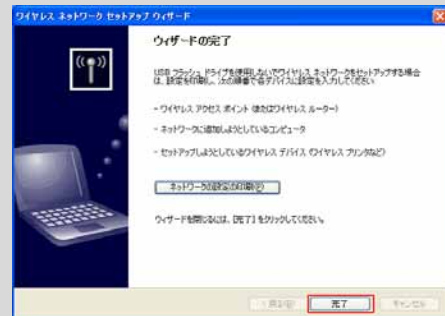 ワイヤレス ネットワーク セットアップ ウィザード
ウィザードの完了
USB フラッシュ ドライブを使用しないでワイヤレス ネットワークをセットアップする場合
は、設定を印刷し、次の順番で各デバイスに設定を入力してください
- ワイヤレス アクセス ポイント (またはワイヤレス ルーター)
- ネットワークに追加しようとしているコンピュータ
- セットアップしようとしているワイヤレス デバイス (ワイヤレス プリンタなど)
ネットワークの設定の印刷(P)
ウィザードを閉じるには、[完了] をクリックしてください。
< 戻る(B)
完了
キャンセル